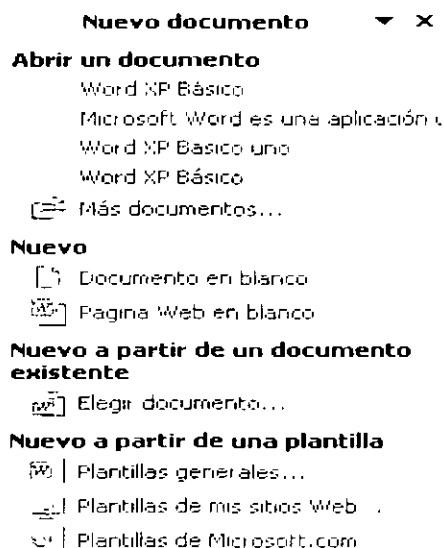 Nuevo documento
Abrir un documento
Word XP Básico
Microsoft Word es una aplicación u
Word XP Basico uno
Word XP Básico
Más documentos...
Nuevo
Documento en blanco
Pagina Web en blanco
Nuevo a partir de un documento
existente
Elegir documento...
Nuevo a partir de una plantilla
Plantillas generales...
Plantillas de mis sitios Web...
Plantillas de Microsoft.com